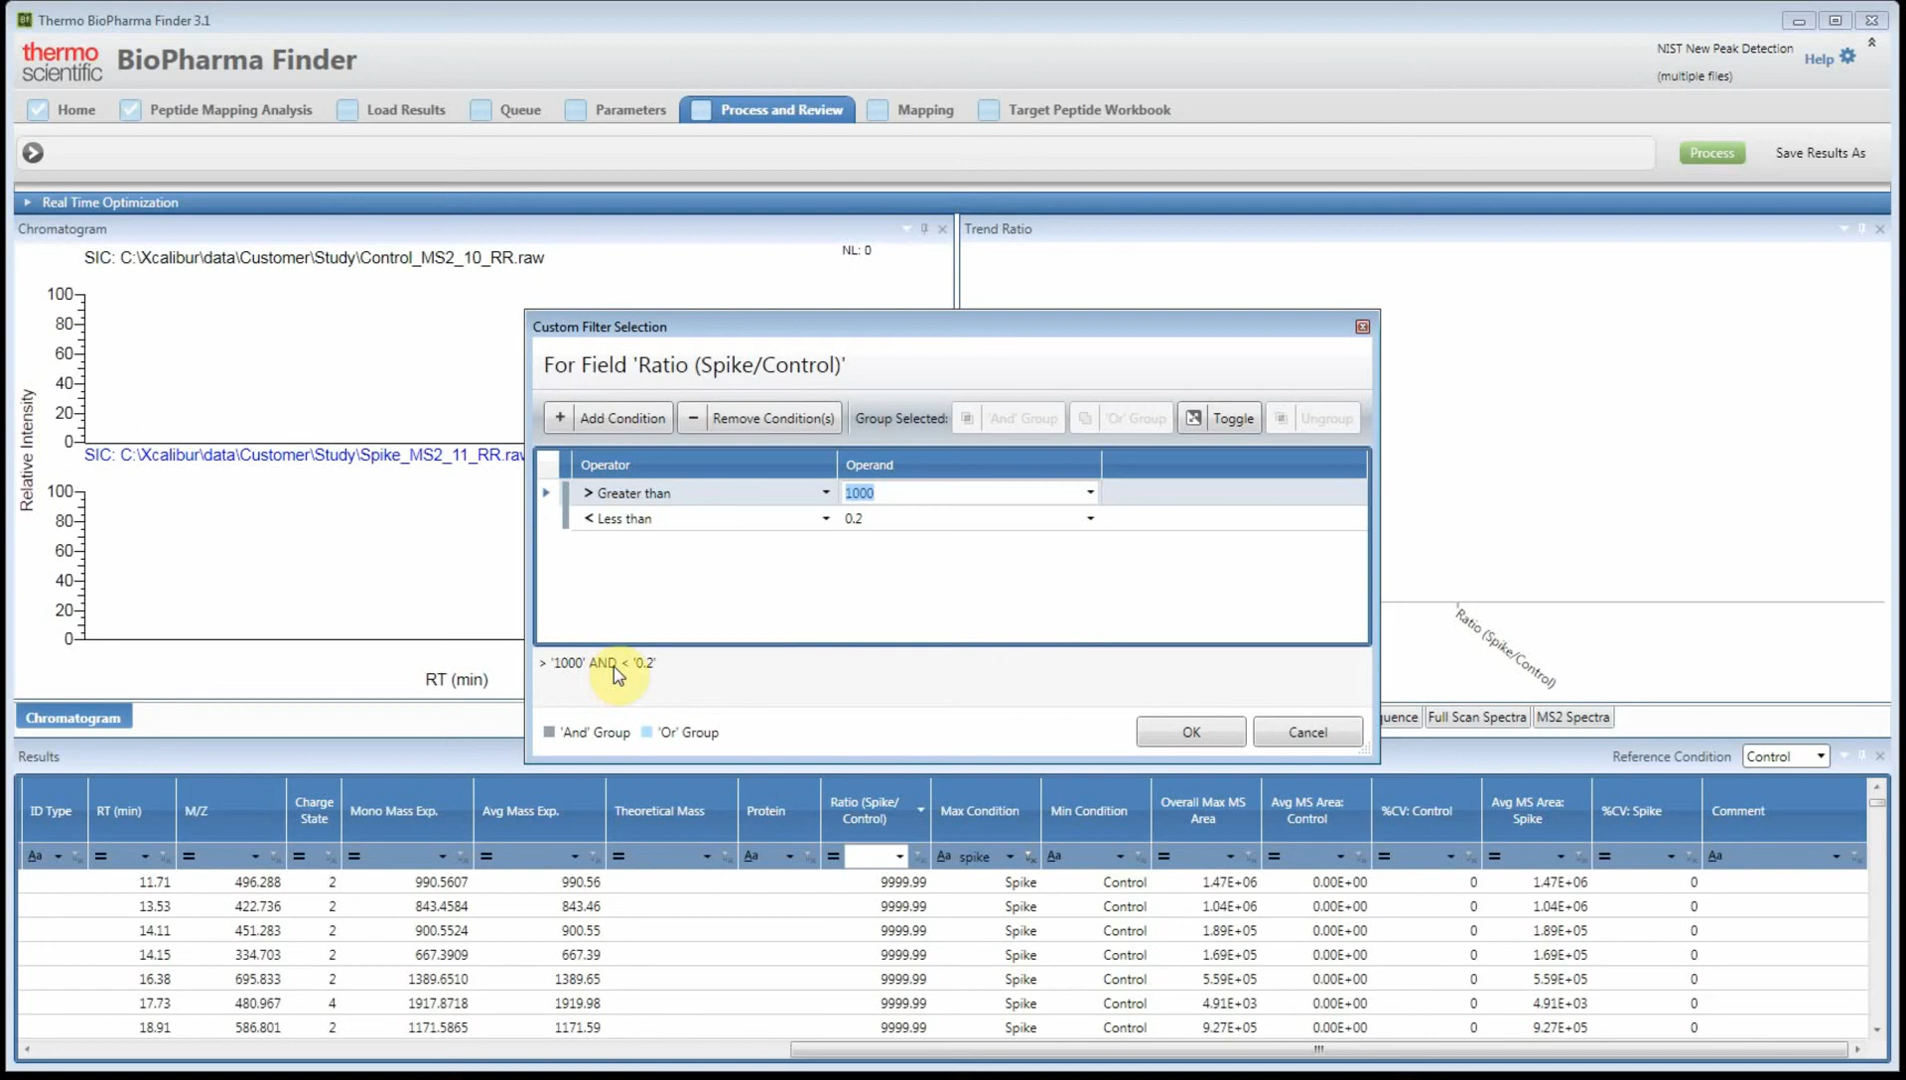 Thermo BioPharma Finder 3.1
thermo
scientific
BioPharma Finder
NIST New Peak Detection
(multiple files)
Help
Home
Peptide Mapping Analysis
Load Results
Queue
Parameters
Process and Review
Mapping
Target Peptide Workbook
Process
Save Results As
Real Time Optimization
Chromatogram
Trend Ratio
SIC: C:\Xcalibur\data\Customer\Study\Control_MS2_10_RR.raw
NL: 0
100
80
60
40
20
0
SIC: C:\Xcalibur\data\Customer\Study\Spike_MS2_11_RR.raw
100
80
60
40
20
0
Relative Intensity
RT (min)
Custom Filter Selection
For Field 'Ratio (Spike/Control)'
+ Add Condition
− Remove Condition(s)
Group Selected:
'And' Group
'Or' Group
Toggle
Ungroup
Operator Operand
> Greater than 1000
< Less than 0.2
> '1000' AND < '0.2'
'And' Group
'Or' Group
OK
Cancel
Ratio (Spike/Control)
Chromatogram
uence
Full Scan Spectra
MS2 Spectra
Results
Reference Condition
Control
ID Type RT (min) M/Z Charge State Mono Mass Exp. Avg Mass Exp. Theoretical Mass Protein Ratio (Spike/ Control) Max Condition Min Condition Overall Max MS Area Avg MS Area: Control %CV: Control Avg MS Area: Spike %CV: Spike Comment
Aa = = = = = = Aa = Aa spike Aa = = = = = Aa
11.71 496.288 2 990.5607 990.56 9999.99 Spike Control 1.47E+06 0.00E+00 0 1.47E+06 0
13.53 422.736 2 843.4584 843.46 9999.99 Spike Control 1.04E+06 0.00E+00 0 1.04E+06 0
14.11 451.283 2 900.5524 900.55 9999.99 Spike Control 1.89E+05 0.00E+00 0 1.89E+05 0
14.15 334.703 2 667.3909 667.39 9999.99 Spike Control 1.69E+05 0.00E+00 0 1.69E+05 0
16.38 695.833 2 1389.6510 1389.65 9999.99 Spike Control 5.59E+05 0.00E+00 0 5.59E+05 0
17.73 480.967 4 1917.8718 1919.98 9999.99 Spike Control 4.91E+03 0.00E+00 0 4.91E+03 0
18.91 586.801 2 1171.5865 1171.59 9999.99 Spike Control 9.27E+05 0.00E+00 0 9.27E+05 0